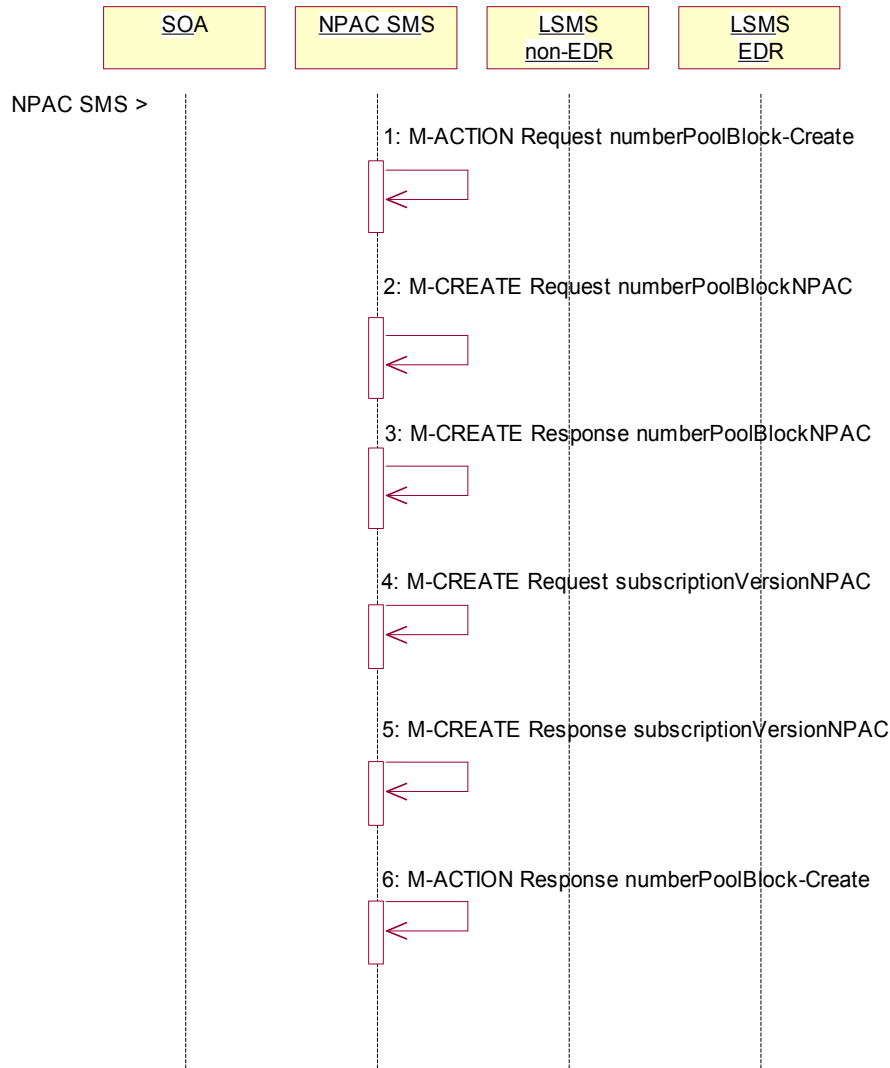 SOA
NPAC SMS
LSMS
non-EDR
LSMS
EDR
NPAC SMS >
1: M-ACTION Request numberPoolBlock-Create
2: M-CREATE Request numberPoolBlockNPAC
3: M-CREATE Response numberPoolBlockNPAC
4: M-CREATE Request subscriptionVersionNPAC
5: M-CREATE Response subscriptionVersionNPAC
6: M-ACTION Response numberPoolBlock-Create